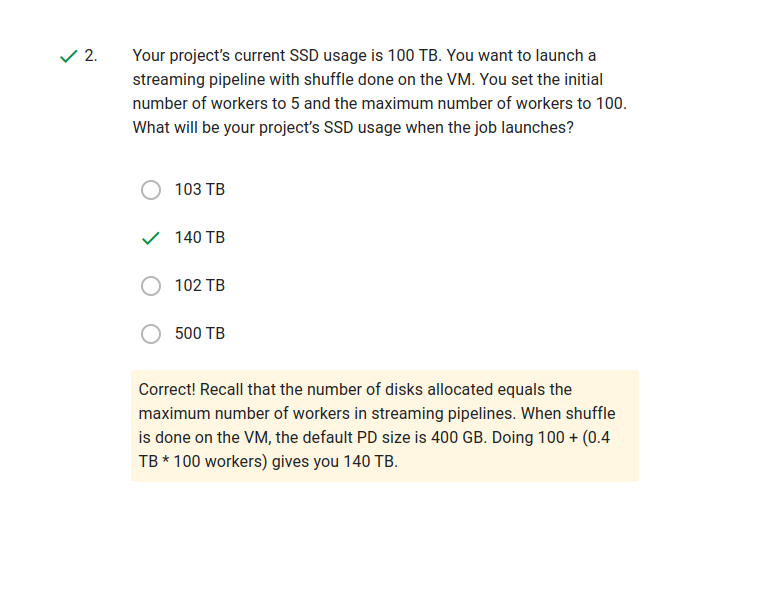 2. Your project’s current SSD usage is 100 TB. You want to launch a
streaming pipeline with shuffle done on the VM. You set the initial
number of workers to 5 and the maximum number of workers to 100.
What will be your project’s SSD usage when the job launches?
103 TB
140 TB
102 TB
500 TB
Correct! Recall that the number of disks allocated equals the
maximum number of workers in streaming pipelines. When shuffle
is done on the VM, the default PD size is 400 GB. Doing 100 + (0.4
TB * 100 workers) gives you 140 TB.